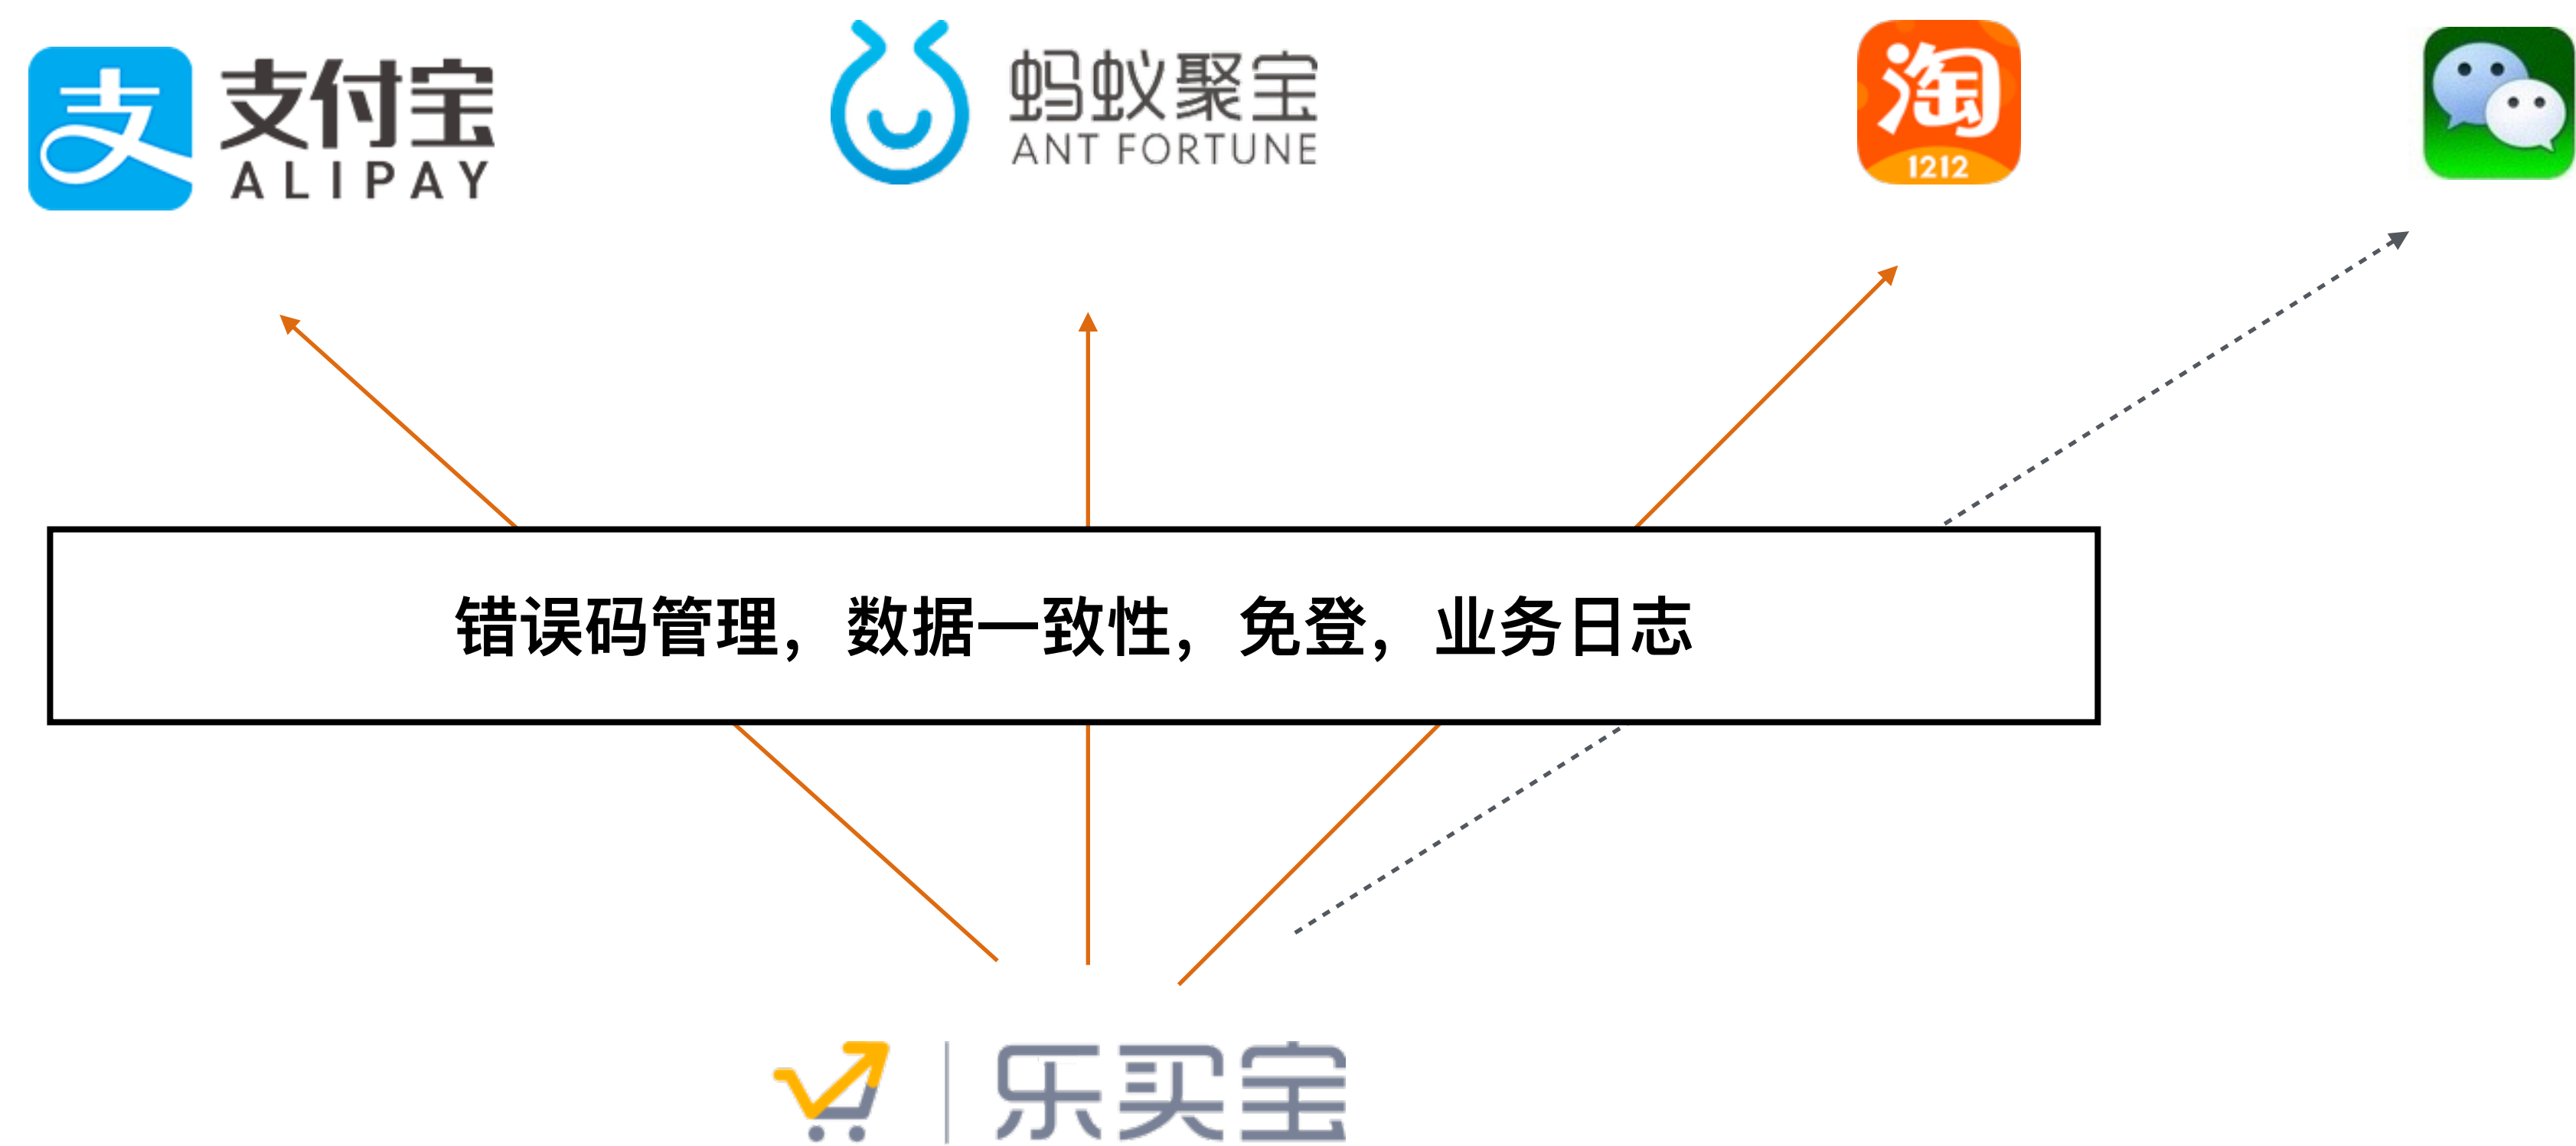 支
支付宝
ALIPAY
蚂蚁聚宝
ANT FORTUNE
淘
1212
错误码管理，数据一致性，免登，业务日志
乐买宝